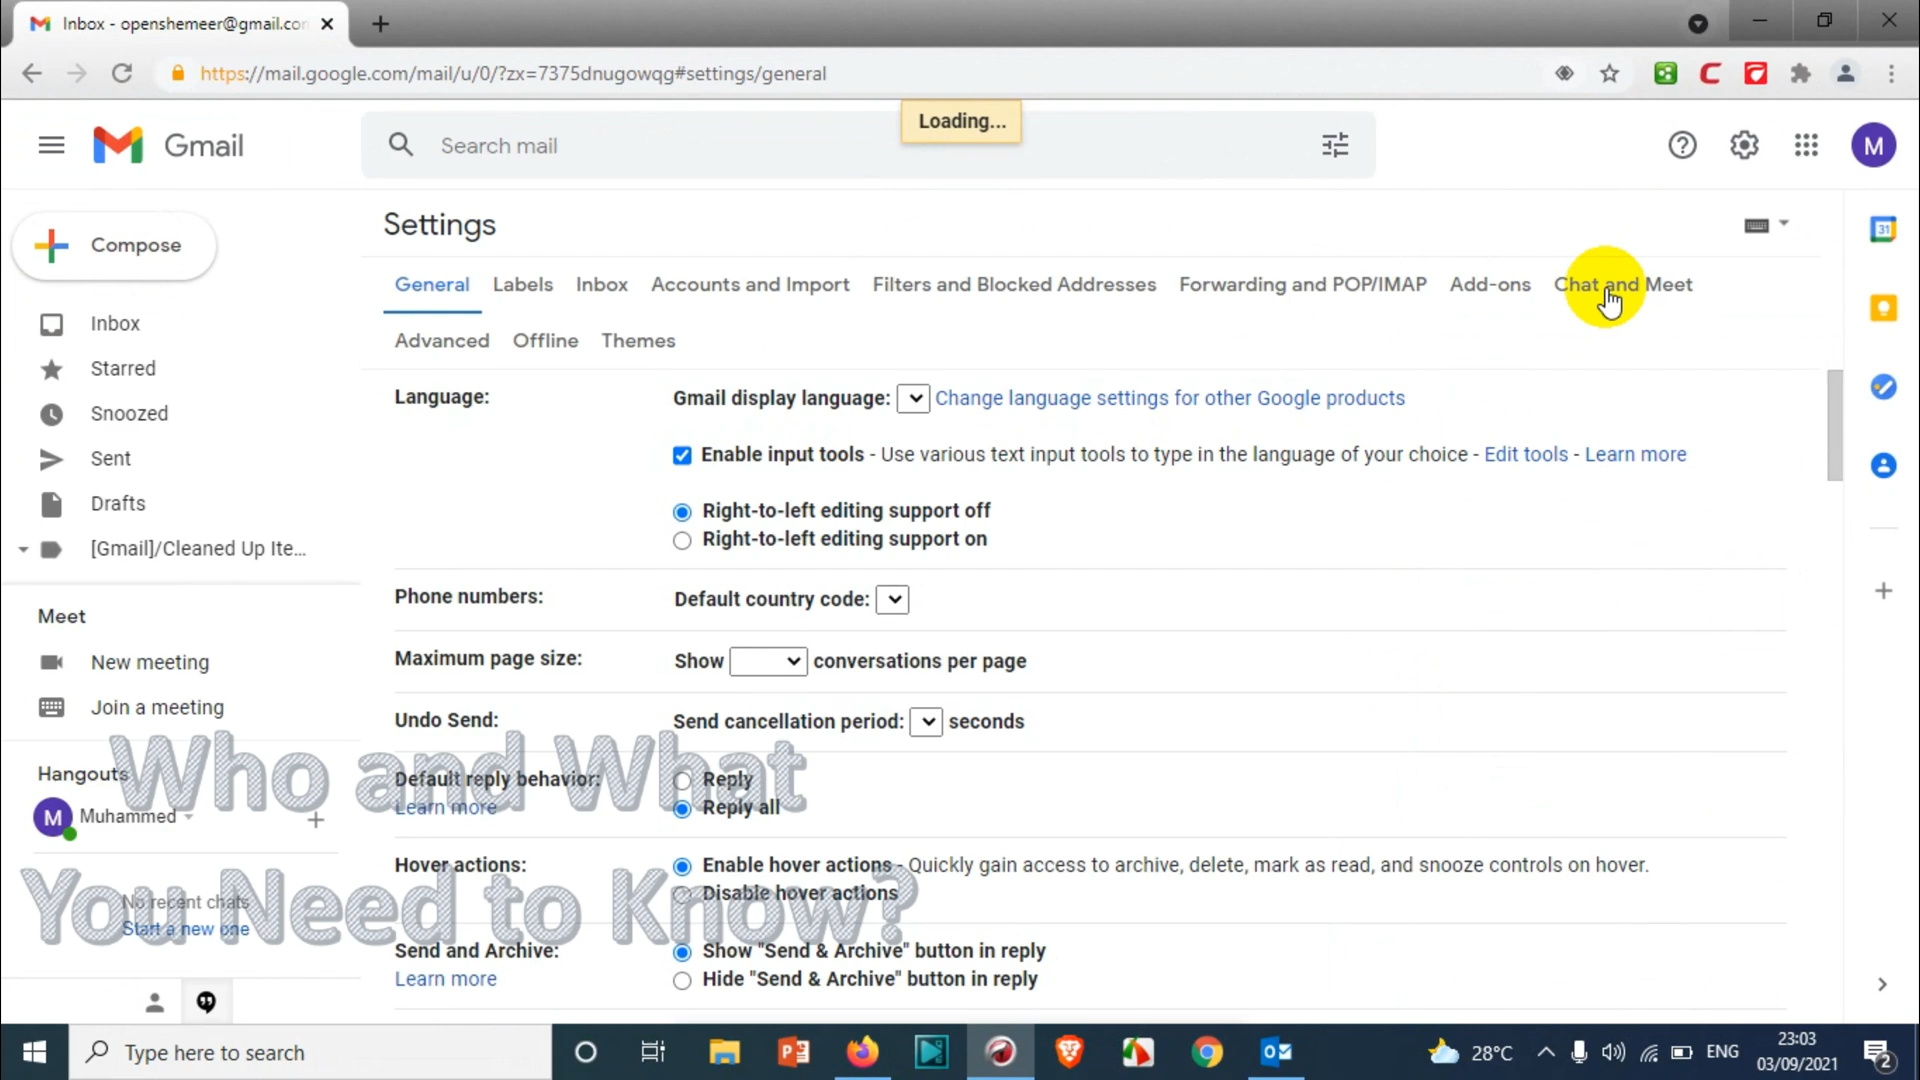 Inbox - openshemeer@gmail.co
https://mail.google.com/mail/u/0/?zx=7375dnugowqg#settings/general
Loading...
Gmail
Search mail
M
Compose
Settings
General Labels Inbox Accounts and Import Filters and Blocked Addresses Forwarding and POP/IMAP Add-ons Chat and Meet
Advanced Offline Themes
Inbox
Starred
Snoozed
Sent
Drafts
[Gmail]/Cleaned Up Ite...
Meet
New meeting
Join a meeting
Hangouts
M Muhammed
No recent chats
Start a new one
Language:
Gmail display language: Change language settings for other Google products
Enable input tools - Use various text input tools to type in the language of your choice - Edit tools - Learn more
Right-to-left editing support off
Right-to-left editing support on
Phone numbers:
Default country code:
Maximum page size:
Show conversations per page
Undo Send:
Send cancellation period: seconds
Default reply behavior:
Learn more
Reply
Reply all
Hover actions:
Enable hover actions - Quickly gain access to archive, delete, mark as read, and snooze controls on hover.
Disable hover actions
Send and Archive:
Learn more
Show "Send & Archive" button in reply
Hide "Send & Archive" button in reply
Who and What
You Need to Know?
31
Type here to search
28°C
ENG
23:03
03/09/2021
2